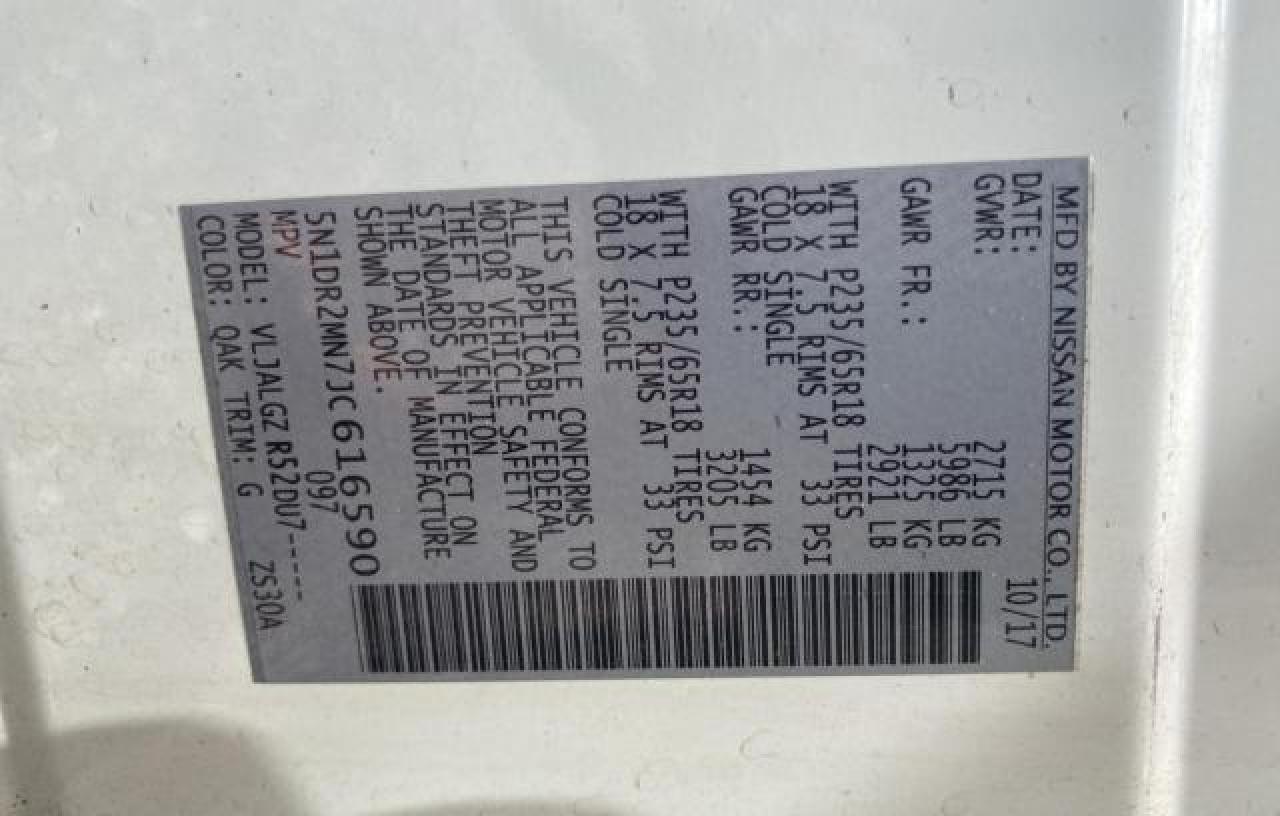 MFD BY NISSAN MOTOR CO., LTD.
DATE: 10/17
GVWR: 2715 KG
5986 LB
GAWR FR.: 1325 KG
2921 LB
WITH P235/65R18 TIRES
18 X 7.5 RIMS AT 33 PSI
COLD SINGLE
GAWR RR.: 1454 KG
3205 LB
WITH P235/65R18 TIRES
18 X 7.5 RIMS AT 33 PSI
COLD SINGLE
THIS VEHICLE CONFORMS TO
ALL APPLICABLE FEDERAL
MOTOR VEHICLE SAFETY AND
THEFT PREVENTION
STANDARDS IN EFFECT ON
THE DATE OF MANUFACTURE
SHOWN ABOVE.
5N1DR2MN7JC616590
MPV 097
MODEL: VLJALGZ R52DU7-----
COLOR: QAK TRIM: G ZS30A